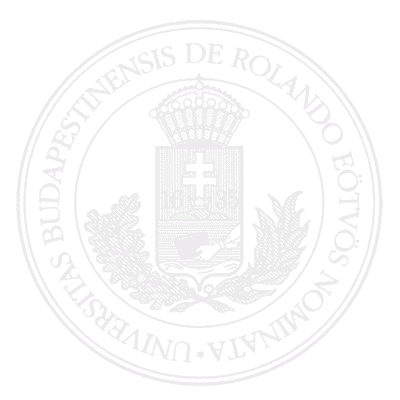 UNIVERSITAS BUDAPESTINENSIS DE ROLANDO EÖTVÖS NOMINATA
1635